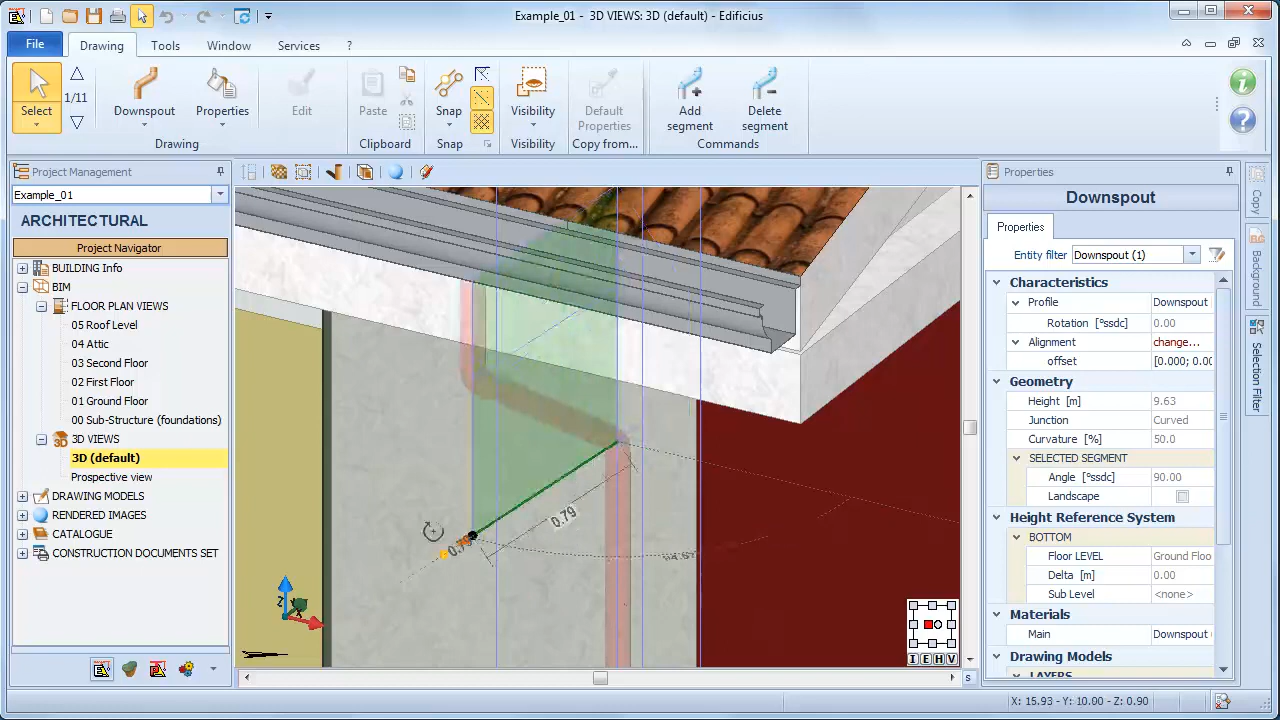 Example_01 - 3D VIEWS: 3D (default) - Edificius
File
Drawing
Tools
Window
Services
?
Select
1/11
Downspout
Properties
Edit
Drawing
Paste
Clipboard
Snap
Snap
Visibility
Visibility
Default
Properties
Copy from...
Add
segment
Delete
segment
Commands
Project Management
Example_01
ARCHITECTURAL
Project Navigator
BUILDING Info
BIM
FLOOR PLAN VIEWS
05 Roof Level
04 Attic
03 Second Floor
02 First Floor
01 Ground Floor
00 Sub-Structure (foundations)
3D VIEWS
3D (default)
Prospective view
DRAWING MODELS
RENDERED IMAGES
CATALOGUE
CONSTRUCTION DOCUMENTS SET
0.79
Z
I E H V
s
Properties
Downspout
Properties
Entity filter Downspout (1)
Characteristics
Profile Downspout
Rotation [°ssdc] 0.00
Alignment change...
offset [0.000; 0.00
Geometry
Height [m] 9.63
Junction Curved
Curvature [%] 50.0
SELECTED SEGMENT
Angle [°ssdc] 90.00
Landscape
Height Reference System
BOTTOM
Floor LEVEL Ground Floo
Delta [m] 0.00
Sub Level <none>
Materials
Main Downspout
Drawing Models
LAYERS
Copy
Background
Selection Filter
X: 15.93 - Y: 10.00 - Z: 0.90